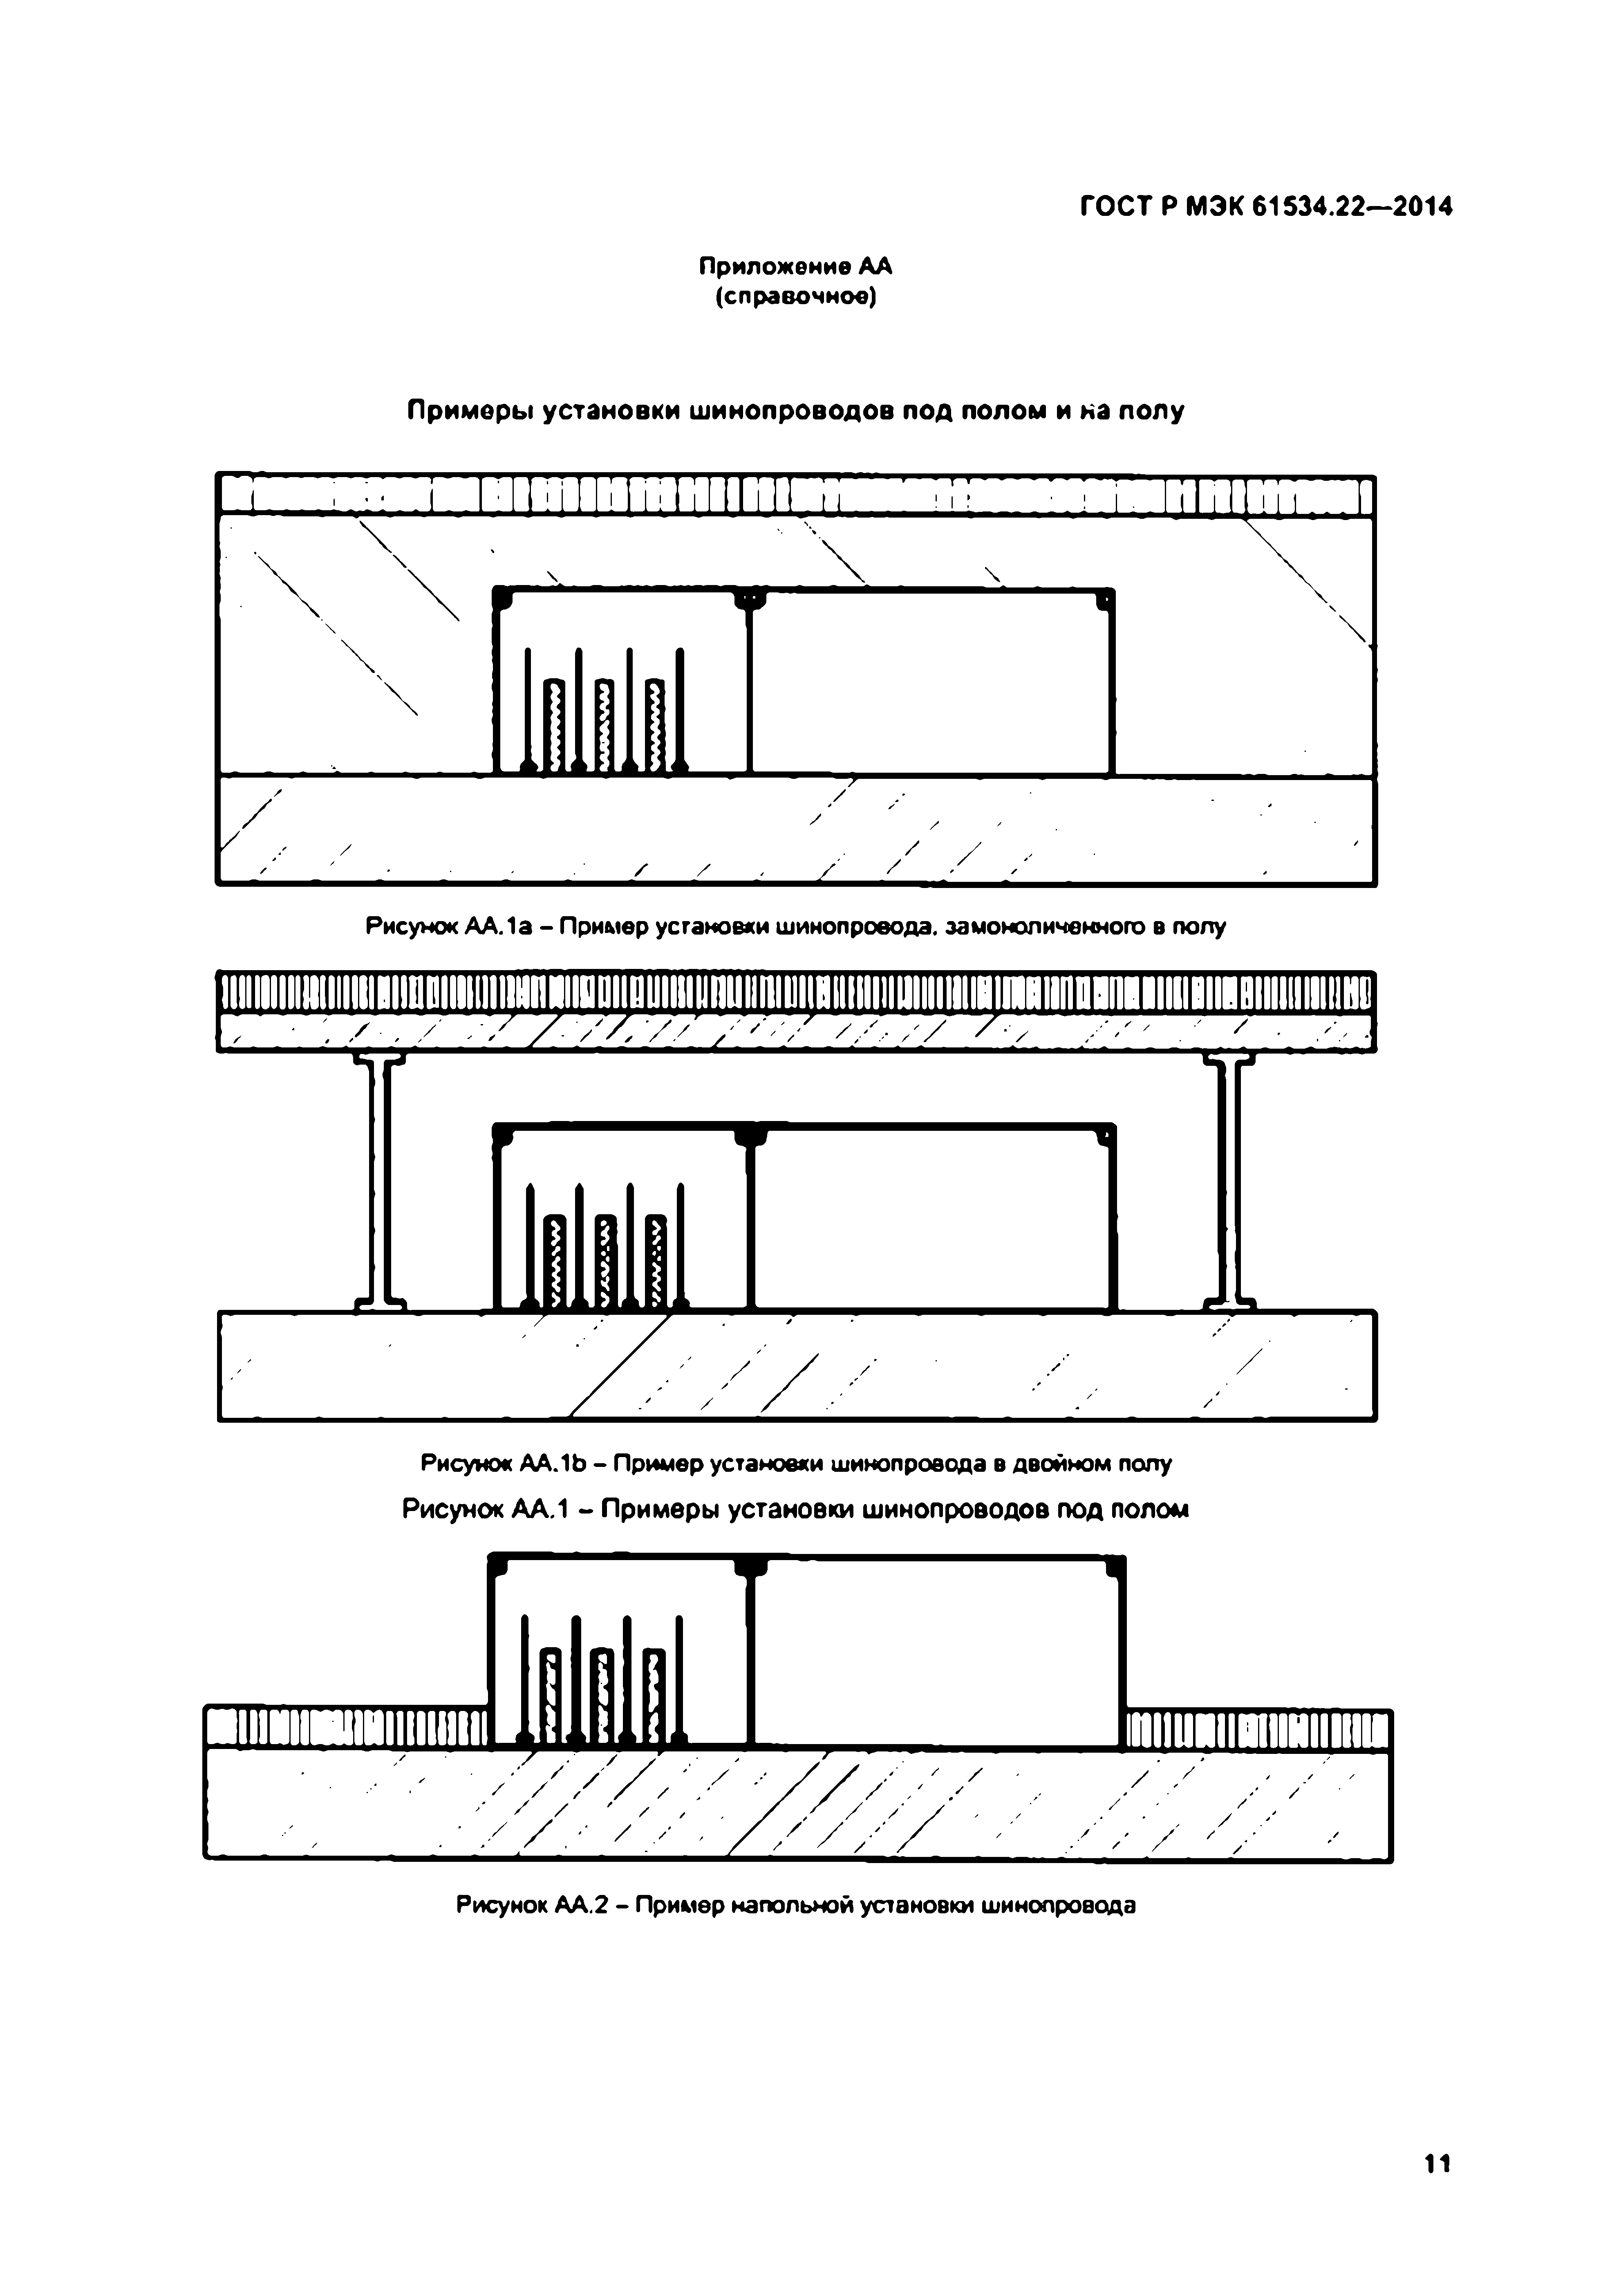 ГОСТ Р МЭК 61534.22—2014
Приложение АА
(справочное)
Примеры установки шинопроводов под полом и на полу
Рисунок АА.1а – Пример установки шинопровода, замоноличенного в полу
Рисунок АА.1b – Пример установки шинопровода в двойном полу
Рисунок АА.1 – Примеры установки шинопроводов под полом
Рисунок АА.2 – Пример напольной установки шинопровода
11